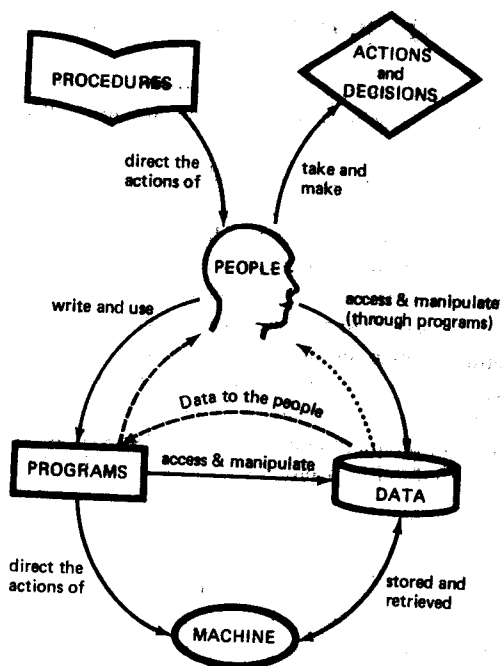 PROCEDURES
ACTIONS
and
DECISIONS
direct the
actions of
take and
make
PEOPLE
write and use
access & manipulate
(through programs)
Data to the people
PROGRAMS
access & manipulate
DATA
direct the
actions of
stored and
retrieved
MACHINE